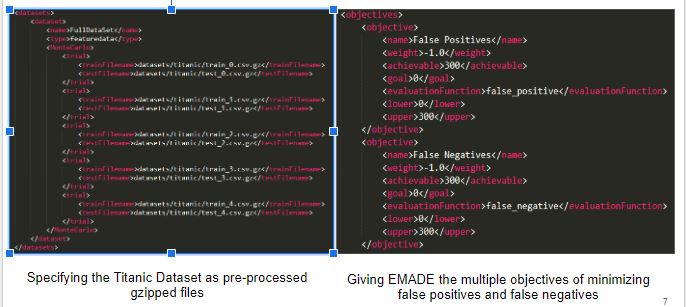 <datasets>
<dataset>
<name>FullDataSet</name>
<type>featuredata</type>
<MonteCarlo>
<trial>
<trainFilename>datasets/titanic/train_0.csv.gz</trainFilename>
<testFilename>datasets/titanic/test_0.csv.gz</testFilename>
</trial>
<trial>
<trainFilename>datasets/titanic/train_1.csv.gz</trainFilename>
<testFilename>datasets/titanic/test_1.csv.gz</testFilename>
</trial>
<trial>
<trainFilename>datasets/titanic/train_2.csv.gz</trainFilename>
<testFilename>datasets/titanic/test_2.csv.gz</testFilename>
</trial>
<trial>
<trainFilename>datasets/titanic/train_3.csv.gz</trainFilename>
<testFilename>datasets/titanic/test_3.csv.gz</testFilename>
</trial>
<trial>
<trainFilename>datasets/titanic/train_4.csv.gz</trainFilename>
<testFilename>datasets/titanic/test_4.csv.gz</testFilename>
</trial>
</MonteCarlo>
</dataset>
</datasets>
<objectives>
<objective>
<name>False Positives</name>
<weight>-1.0</weight>
<achievable>300</achievable>
<goal>0</goal>
<evaluationFunction>false_positive</evaluationFunction>
<lower>0</lower>
<upper>300</upper>
</objective>
<objective>
<name>False Negatives</name>
<weight>-1.0</weight>
<achievable>300</achievable>
<goal>0</goal>
<evaluationFunction>false_negative</evaluationFunction>
<lower>0</lower>
<upper>300</upper>
</objective>
Specifying the Titanic Dataset as pre-processed
gzipped files
Giving EMADE the multiple objectives of minimizing
false positives and false negatives
7